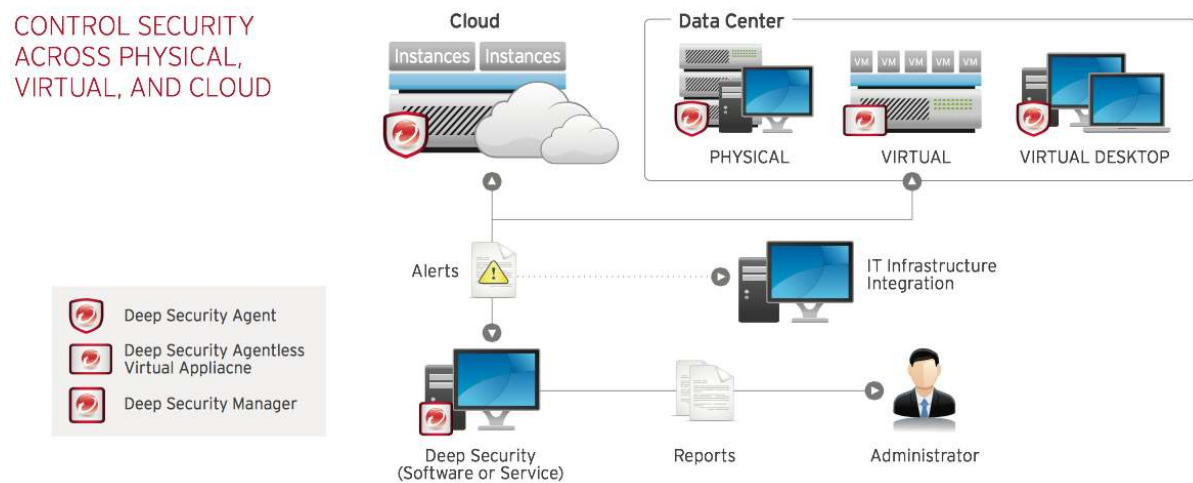 CONTROL SECURITY
ACROSS PHYSICAL,
VIRTUAL, AND CLOUD
Cloud
Instances
Instances
Data Center
VM
VM
VM
VM
VM
PHYSICAL
VIRTUAL
VIRTUAL DESKTOP
Alerts
IT Infrastructure
Integration
Deep Security Agent
Deep Security Agentless
Virtual Appliacne
Deep Security Manager
Deep Security
(Software or Service)
Reports
Administrator